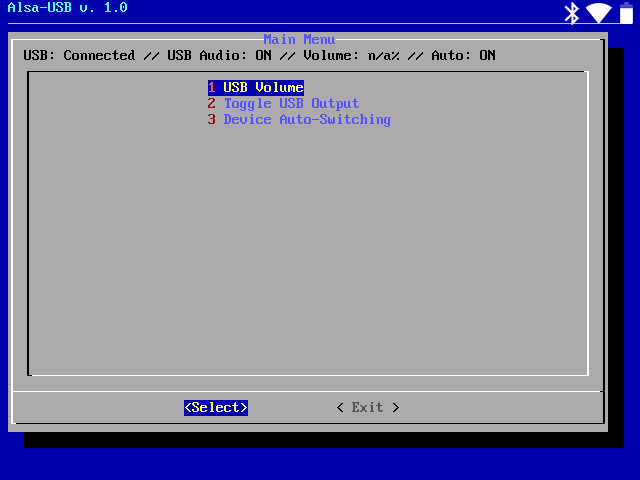 Alsa-USB v. 1.0
Main Menu
USB: Connected // USB Audio: ON // Volume: n/a% // Auto: ON
1 USB Volume
2 Toggle USB Output
3 Device Auto-Switching
<Select> < Exit >